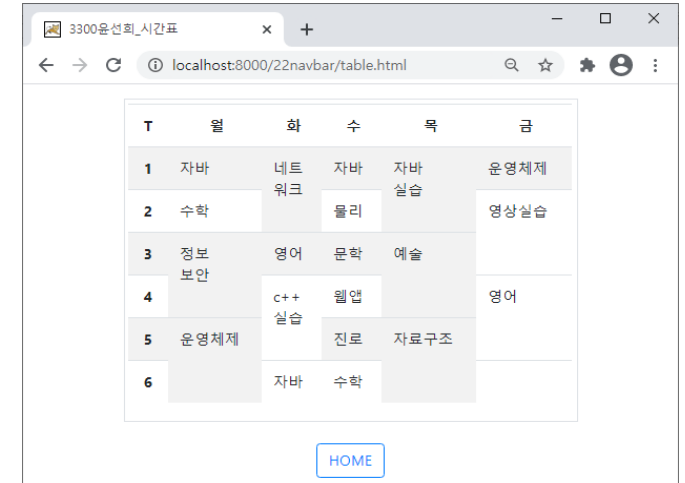 3300윤선희_시간표
localhost:8000/22navbar/table.html
T 월 화 수 목 금
1 자바 네트 자바 자바 운영체제
워크 실습
2 수학 물리 영상실습
3 정보 영어 문학 예술
보안
4 c++ 웹앱 영어
실습
5 운영체제 진로 자료구조
6 자바 수학
HOME